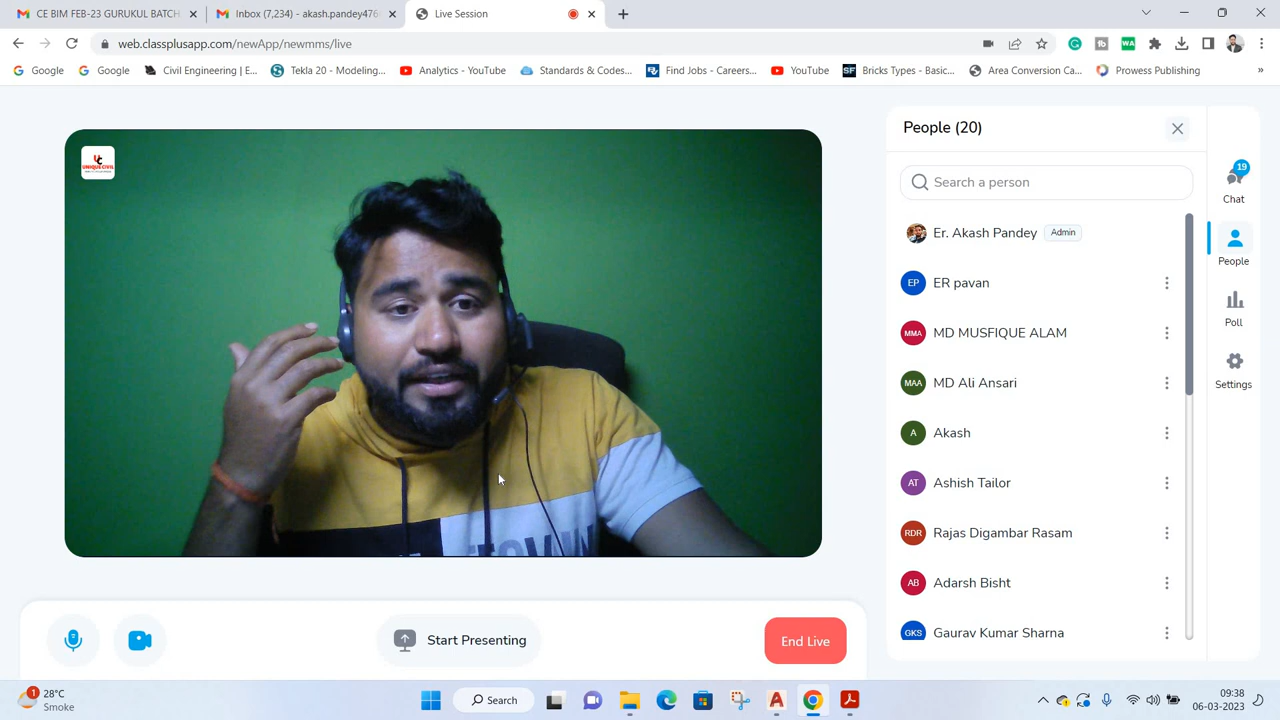 CE BIM FEB-23 GURUKUL BATCH
Inbox (7,234) - akash.pandey476
Live Session
web.classplusapp.com/newApp/newmms/live
Google
Google
Civil Engineering | E...
Tekla 20 - Modeling...
Analytics - YouTube
Standards & Codes...
Find Jobs - Careers...
YouTube
Bricks Types - Basic...
Area Conversion Ca...
Prowess Publishing
»
UNIQUE CIVIL
People (20)
Search a person
Er. Akash Pandey Admin
EP ER pavan
MMA MD MUSFIQUE ALAM
MAA MD Ali Ansari
A Akash
AT Ashish Tailor
RDR Rajas Digambar Rasam
AB Adarsh Bisht
GKS Gaurav Kumar Sharna
19
Chat
People
Poll
Settings
Start Presenting
End Live
1
28°C
Smoke
Search
09:38
06-03-2023